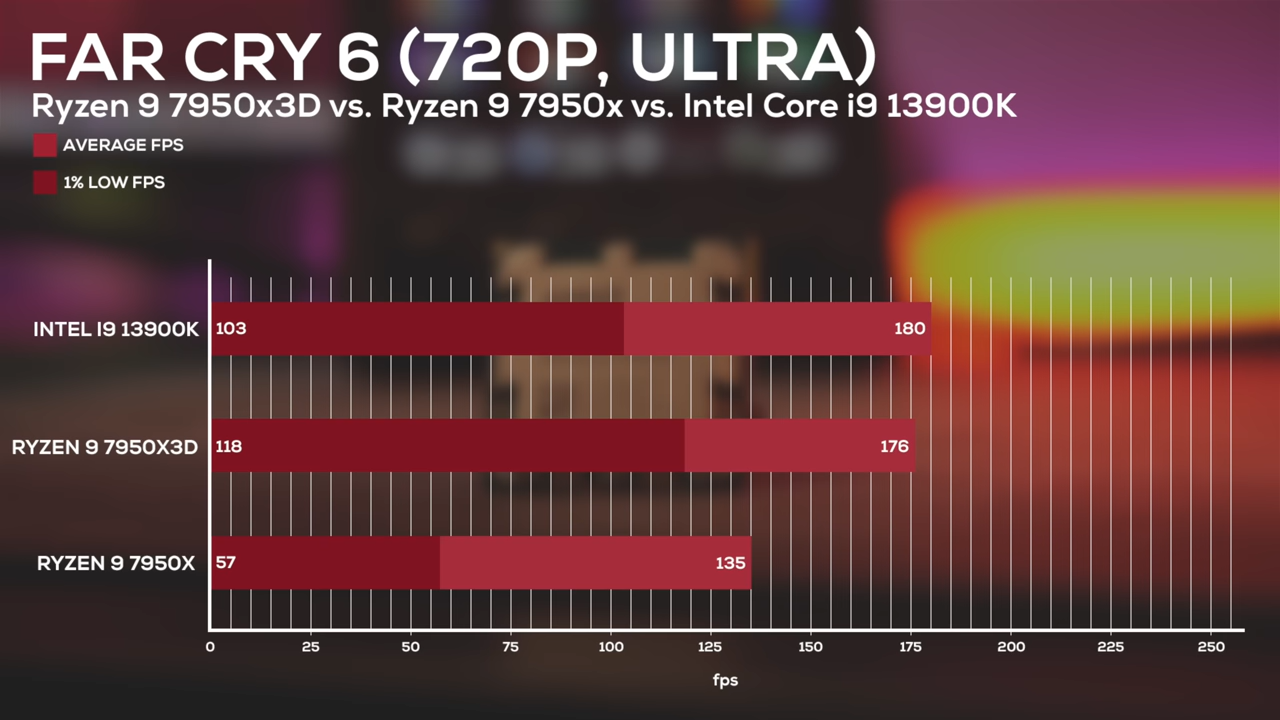 FAR CRY 6 (720P, ULTRA)
Ryzen 9 7950x3D vs. Ryzen 9 7950x vs. Intel Core i9 13900K
AVERAGE FPS
1% LOW FPS
INTEL I9 13900K 103 180
RYZEN 9 7950X3D 118 176
RYZEN 9 7950X 57 135
0 25 50 75 100 125 150 175 200 225 250
fps